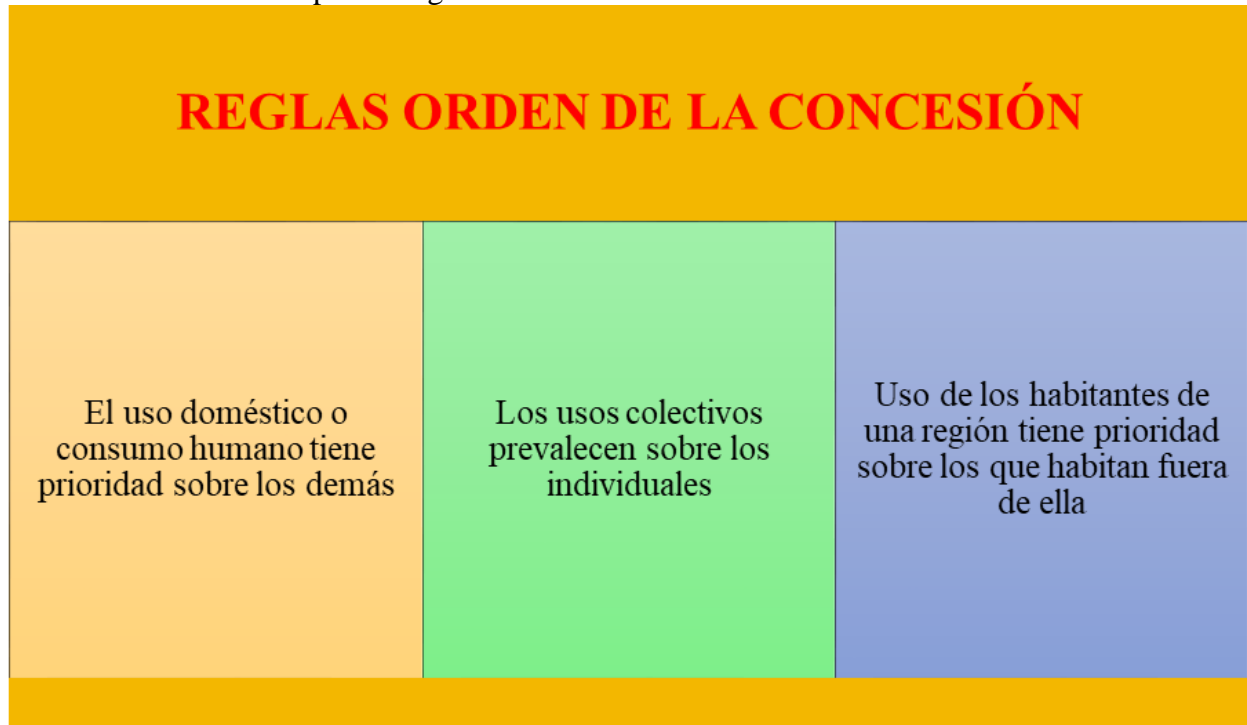 REGLAS ORDEN DE LA CONCESIÓN
El uso doméstico o
consumo humano tiene
prioridad sobre los demás
Los usos colectivos
prevalecen sobre los
individuales
Uso de los habitantes de
una región tiene prioridad
sobre los que habitan fuera
de ella